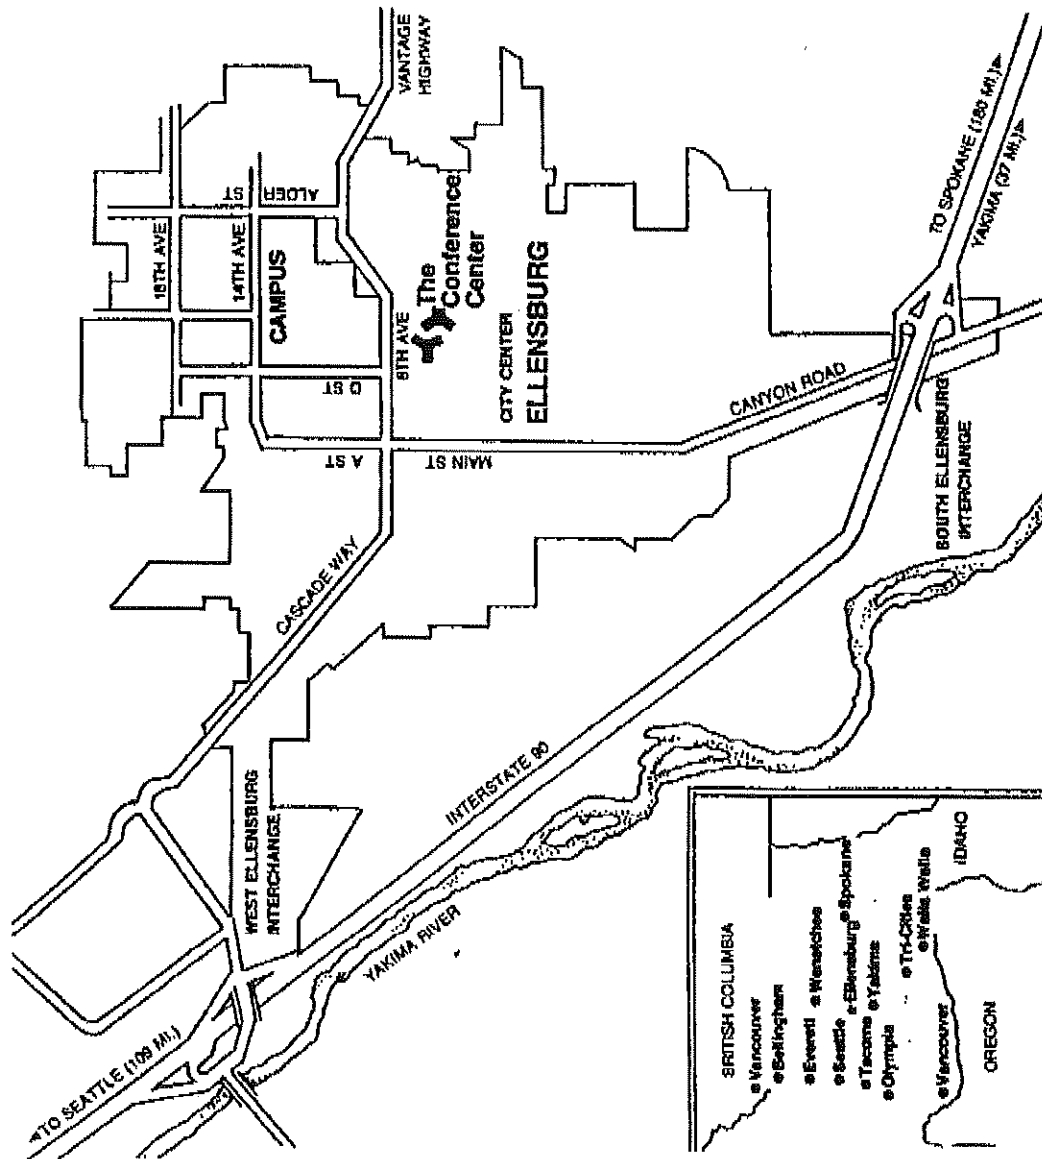 TO SEATTLE (109 MI.)
WEST ELLENSBURG
INTERCHANGE
YAKIMA RIVER
INTERSTATE 90
CASCADE WAY
18TH AVE
14TH AVE
CAMPUS
ALDER
ST
D ST
A ST
MAIN ST
8TH AVE
The
Conference
Center
VANTAGE
HIGHWAY
CITY CENTER
ELLENSBURG
CANYON ROAD
SOUTH ELLENSBURG
INTERCHANGE
TO SPOKANE (180 MI.)
YAKIMA (37 MI.)
BRITISH COLUMBIA
Vancouver
Bellingham
Everett
Wenatchee
Seattle
Ellensburg
Spokane
Tacoma
Yakima
Olympia
Tri-Cities
Walla Walla
Vancouver
OREGON
IDAHO